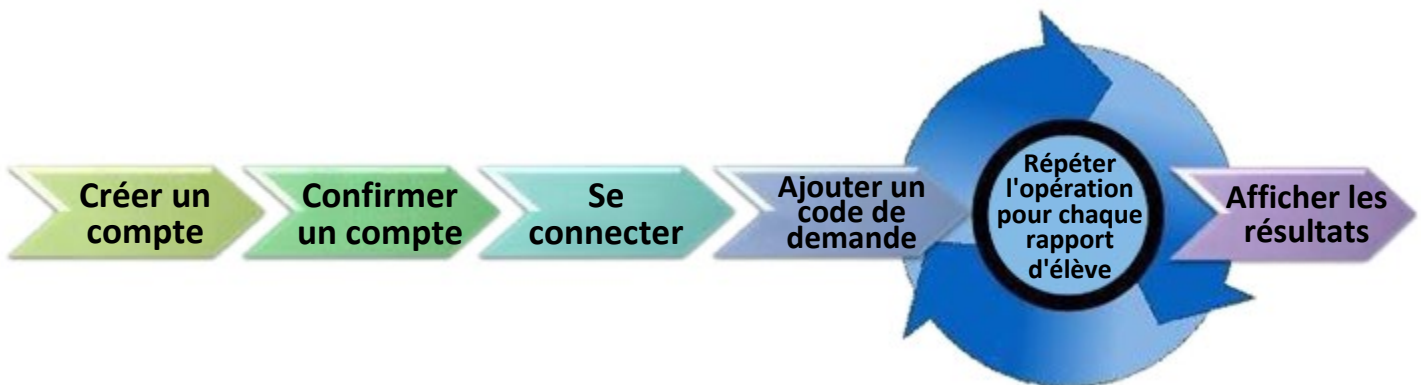 Créer un
compte
Confirmer
un compte
Se
connecter
Ajouter un
code de
demande
Répéter
l'opération
pour chaque
rapport
d'élève
Afficher les
résultats